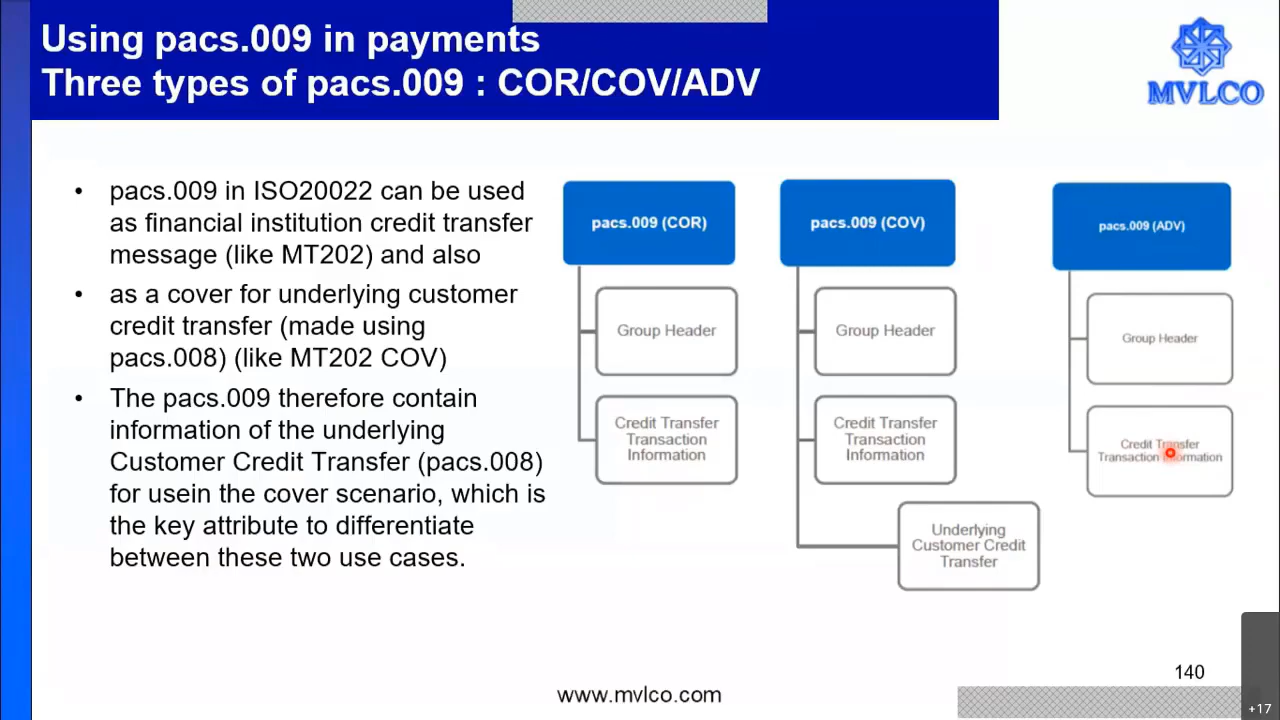 Using pacs.009 in payments
Three types of pacs.009 : COR/COV/ADV
MVLCO
• pacs.009 in ISO20022 can be used
as financial institution credit transfer
message (like MT202) and also
• as a cover for underlying customer
credit transfer (made using
pacs.008) (like MT202 COV)
• The pacs.009 therefore contain
information of the underlying
Customer Credit Transfer (pacs.008)
for usein the cover scenario, which is
the key attribute to differentiate
between these two use cases.
pacs.009 (COR)
Group Header
Credit Transfer
Transaction
Information
pacs.009 (COV)
Group Header
Credit Transfer
Transaction
Information
Underlying
Customer Credit
Transfer
pacs.009 (ADV)
Group Header
Credit Transfer
Transaction Information
140
www.mvlco.com
+17